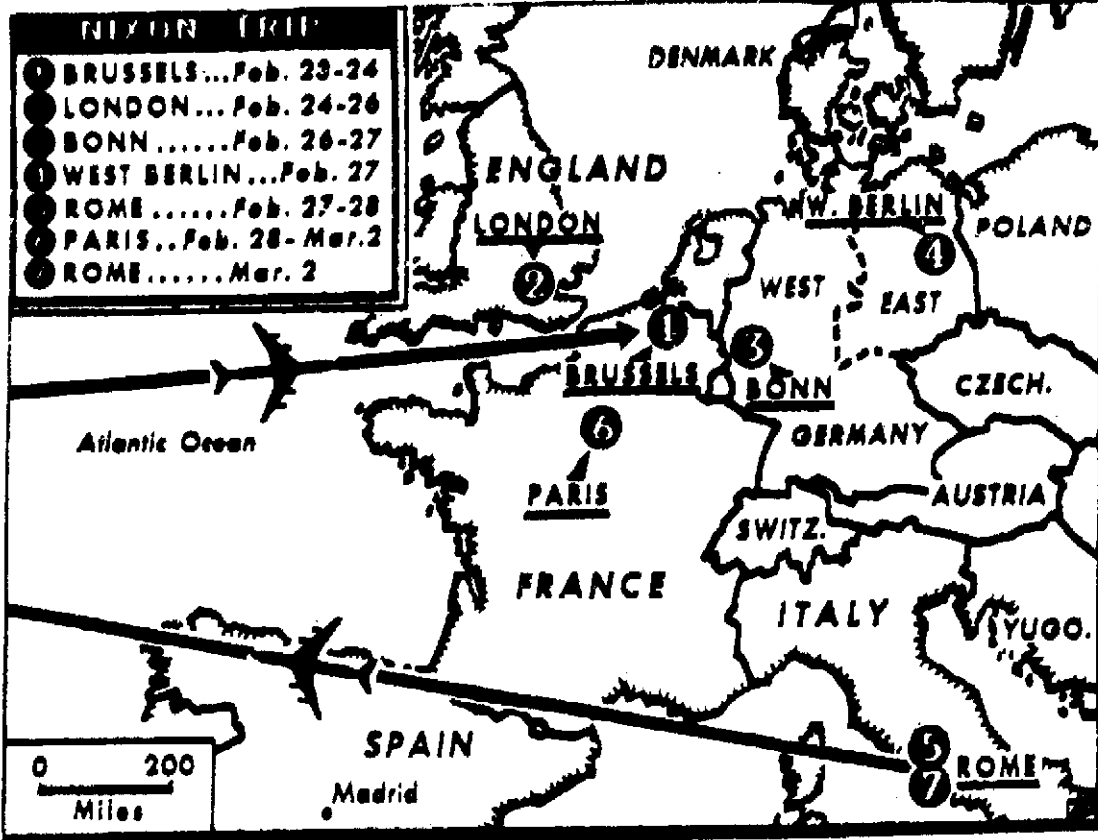 NIXON TRIP
1 BRUSSELS...Feb. 23-24
LONDON...Feb. 24-26
BONN......Feb. 26-27
WEST BERLIN...Feb. 27
ROME......Feb. 27-28
PARIS..Feb. 28-Mar.2
ROME......Mar. 2
DENMARK
ENGLAND
LONDON
2
W. BERLIN
4
POLAND
WEST
EAST
1
BRUSSELS
3
BONN
CZECH.
GERMANY
Atlantic Ocean
6
PARIS
AUSTRIA
SWITZ.
FRANCE
ITALY
YUGO.
SPAIN
5
7
ROME
Madrid
0 200
Miles